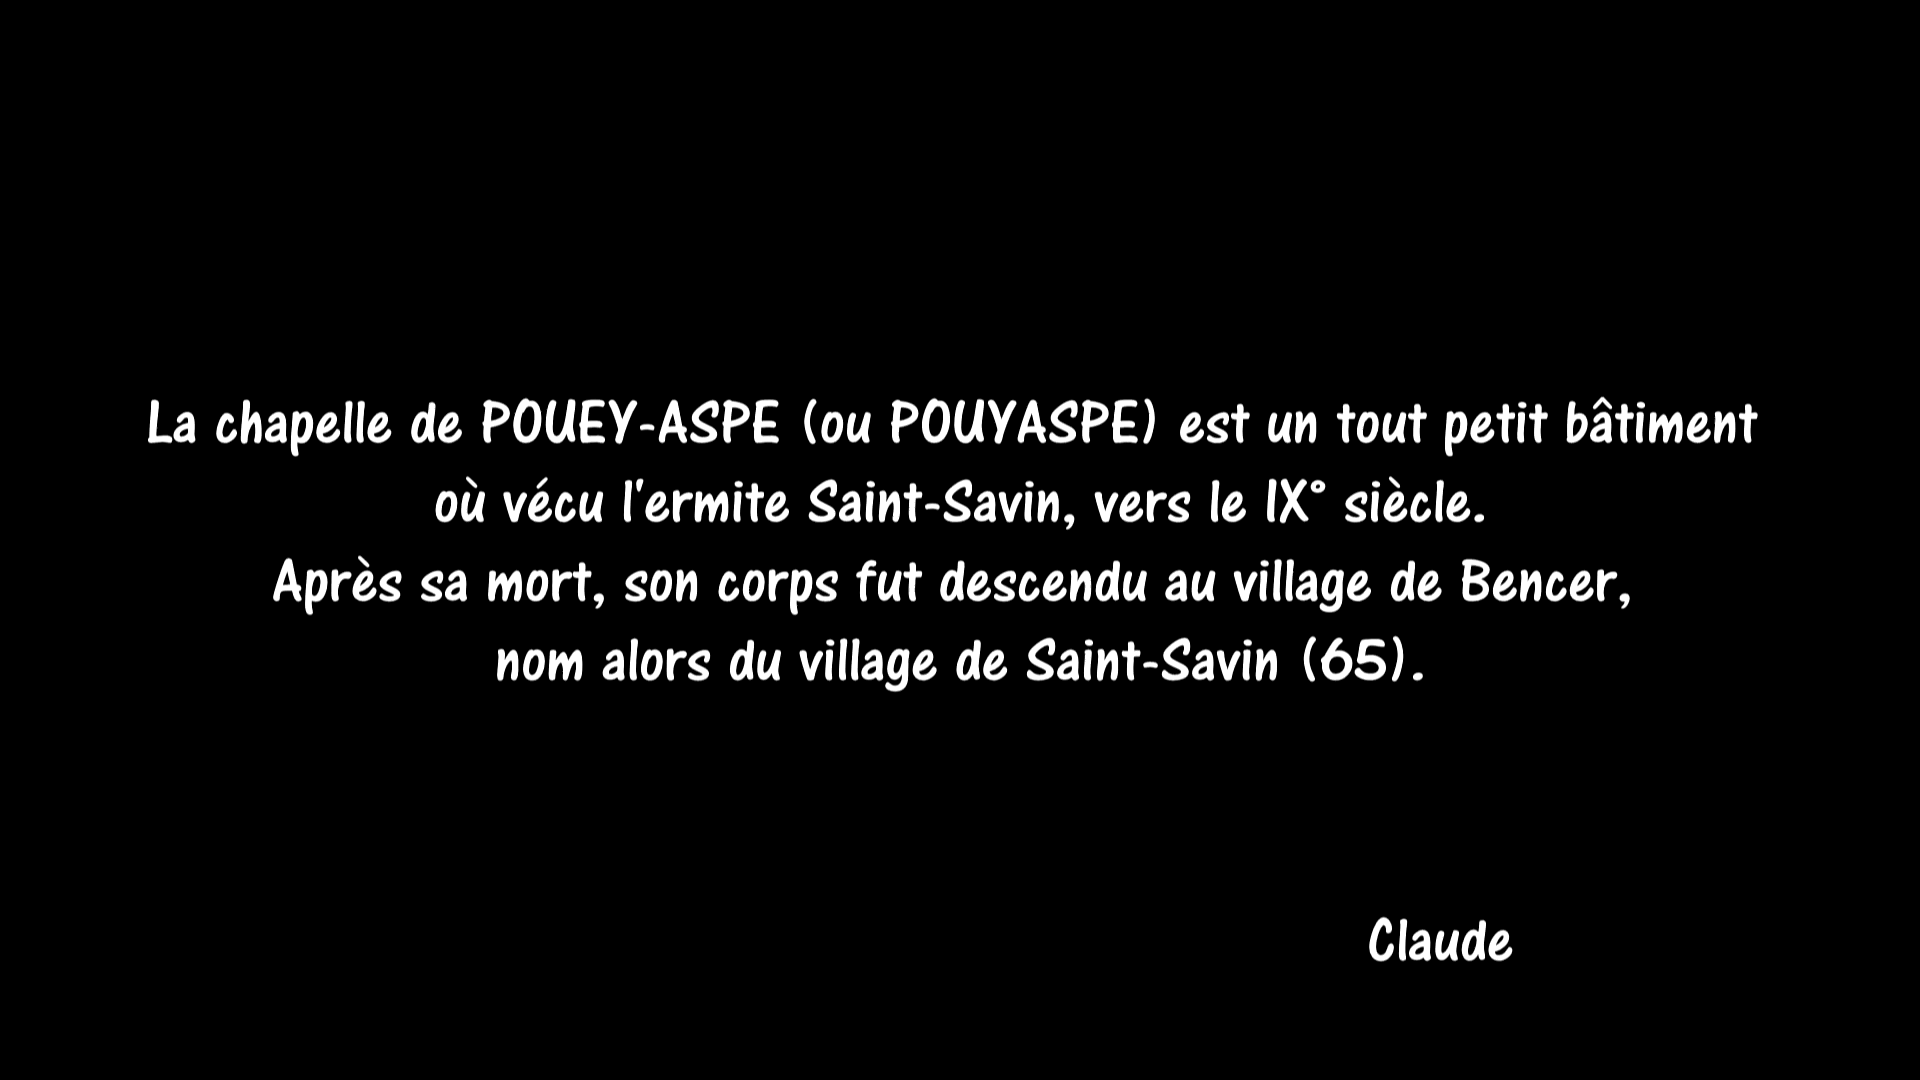 La chapelle de POUEY-ASPE (ou POUYASPE) est un tout petit bâtiment
où vécu l'ermite Saint-Savin, vers le IX° siècle.
Après sa mort, son corps fut descendu au village de Bencer,
nom alors du village de Saint-Savin (65).
Claude